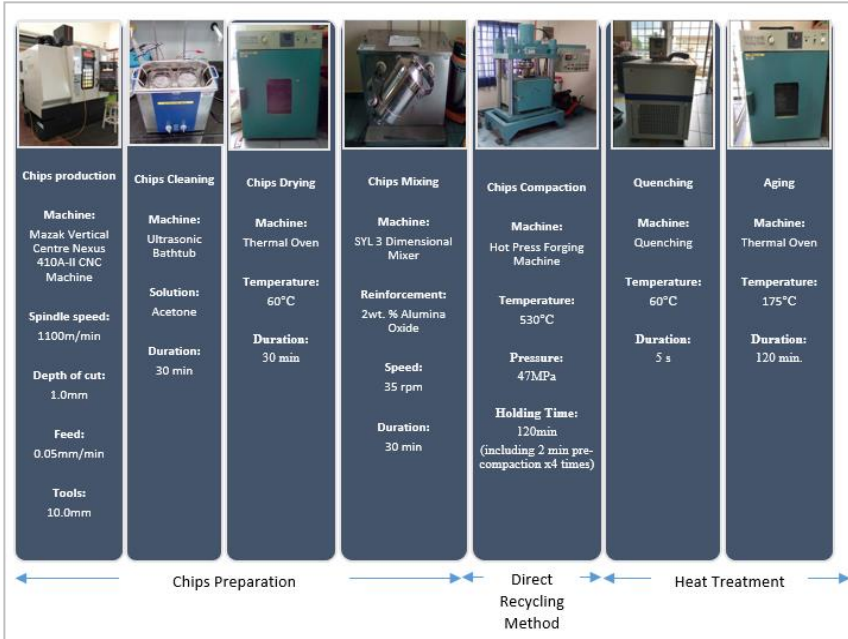 Chips production
Machine:
Mazak Vertical
Centre Nexus
410A-II CNC
Machine
Spindle speed:
1100m/min
Depth of cut:
1.0mm
Feed:
0.05mm/min
Tools:
10.0mm
Chips Cleaning
Machine:
Ultrasonic
Bathtub
Solution:
Acetone
Duration:
30 min
Chips Drying
Machine:
Thermal Oven
Temperature:
60°C
Duration:
30 min
Chips Mixing
Machine:
SYL 3 Dimensional
Mixer
Reinforcement:
2wt. % Alumina
Oxide
Speed:
35 rpm
Duration:
30 min
Chips Compaction
Machine:
Hot Press Forging
Machine
Temperature:
530°C
Pressure:
47MPa
Holding Time:
120min
(including 2 min pre-
compaction x4 times)
Quenching
Machine:
Quenching
Temperature:
60°C
Duration:
5 s
Aging
Machine:
Thermal Oven
Temperature:
175°C
Duration:
120 min.
Chips Preparation
Direct
Recycling
Method
Heat Treatment